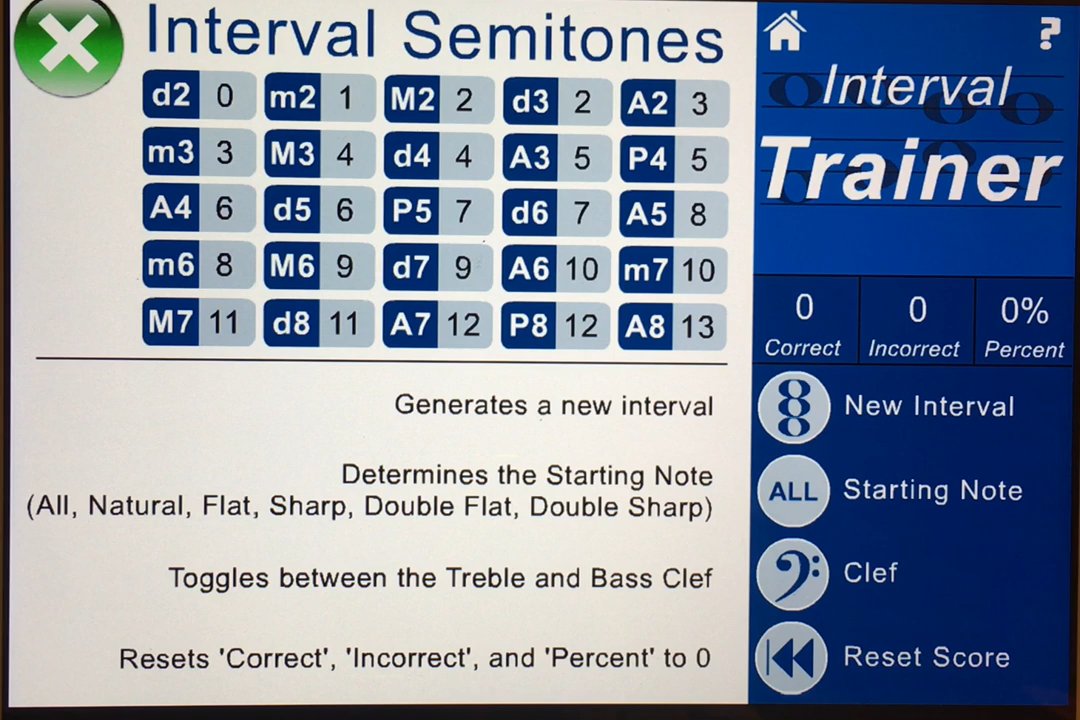 Interval Semitones
d2 0 m2 1 M2 2 d3 2 A2 3
m3 3 M3 4 d4 4 A3 5 P4 5
A4 6 d5 6 P5 7 d6 7 A5 8
m6 8 M6 9 d7 9 A6 10 m7 10
M7 11 d8 11 A7 12 P8 12 A8 13
Generates a new interval
Determines the Starting Note
(All, Natural, Flat, Sharp, Double Flat, Double Sharp)
Toggles between the Treble and Bass Clef
Resets 'Correct', 'Incorrect', and 'Percent' to 0
?
Interval
Trainer
0 0 0%
Correct Incorrect Percent
New Interval
ALL Starting Note
Clef
Reset Score